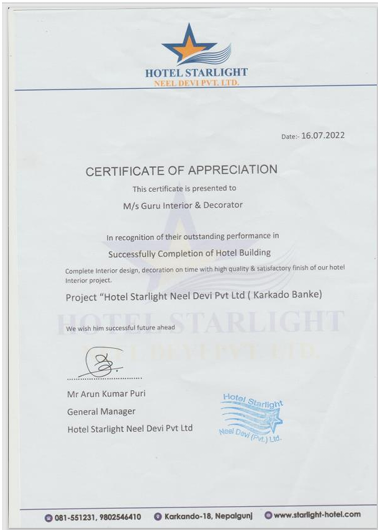 HOTEL STARLIGHT
NEEL DEVI PVT. LTD.
Date:- 16.07.2022
CERTIFICATE OF APPRECIATION
This certificate is presented to
M/s Guru Interior & Decorator
In recognition of their outstanding performance in
Successfully Completion of Hotel Building
Complete Interior design, decoration on time with high quality & satisfactory finish of our hotel
Interior project.
Project "Hotel Starlight Neel Devi Pvt Ltd ( Karkado Banke)
HOTEL STARLIGHT
NEEL DEVI PVT. LTD.
We wish him successful future ahead
Mr Arun Kumar Puri
General Manager
Hotel Starlight Neel Devi Pvt Ltd
Hotel Starlight
Neel Devi (Pvt.) Ltd.
081-551231, 9802546410 Karkando-18, Nepalgunj www.starlight-hotel.com